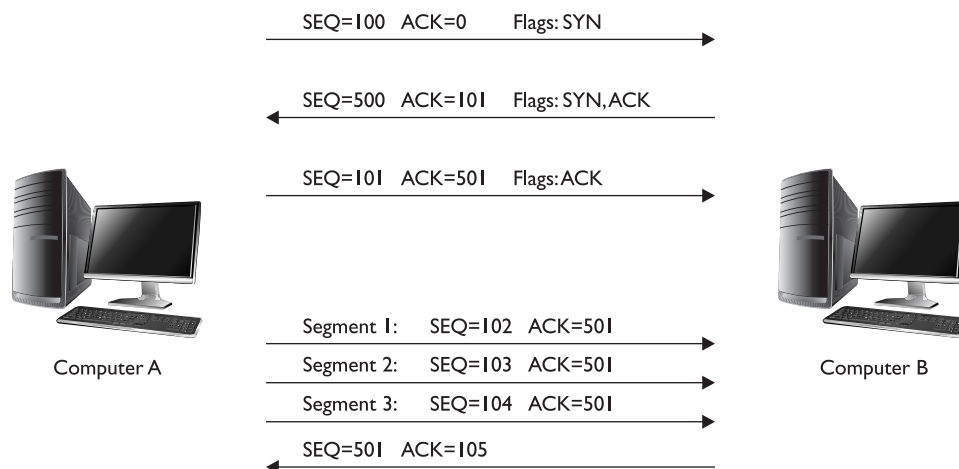 SEQ=100 ACK=0 Flags: SYN
SEQ=500 ACK=101 Flags: SYN, ACK
SEQ=101 ACK=501 Flags: ACK
Segment 1: SEQ=102 ACK=501
Segment 2: SEQ=103 ACK=501
Segment 3: SEQ=104 ACK=501
SEQ=501 ACK=105
Computer A
Computer B